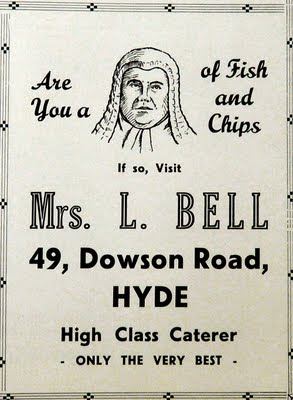 Are of Fish
You a and
Chips
If so, Visit
Mrs. L. BELL
49, Dowson Road,
HYDE
High Class Caterer
- ONLY THE VERY BEST -